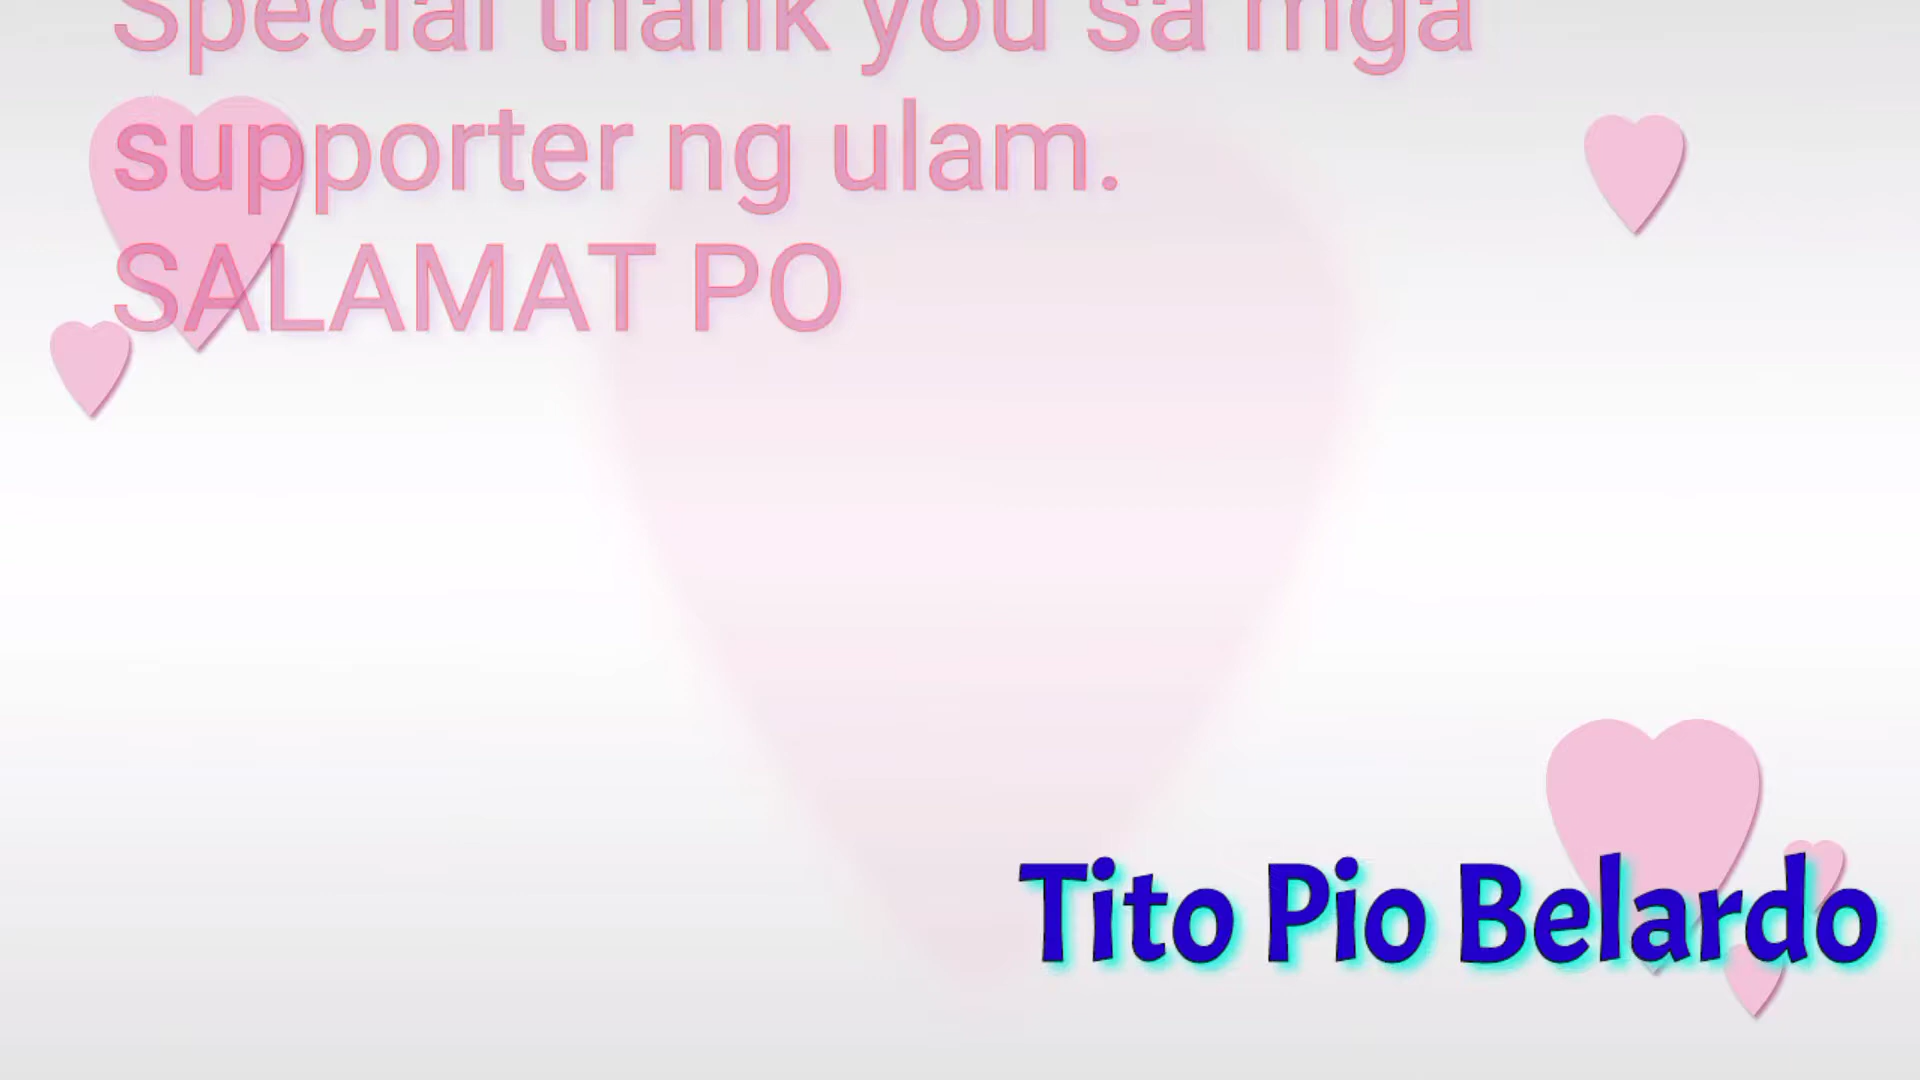 Special thank you sa mga
supporter ng ulam.
SALAMAT PO
Tito Pio Belardo